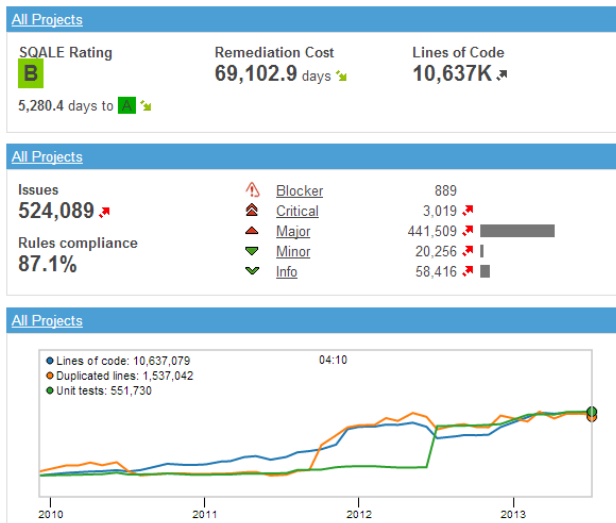 All Projects
SQALE Rating Remediation Cost Lines of Code
B 69,102.9 days 10,637K
5,280.4 days to A
All Projects
Issues
524,089
Rules compliance
87.1%
Blocker 889
Critical 3,019
Major 441,509
Minor 20,256
Info 58,416
All Projects
Lines of code: 10,637,079 04:10
Duplicated lines: 1,537,042
Unit tests: 551,730
2010 2011 2012 2013